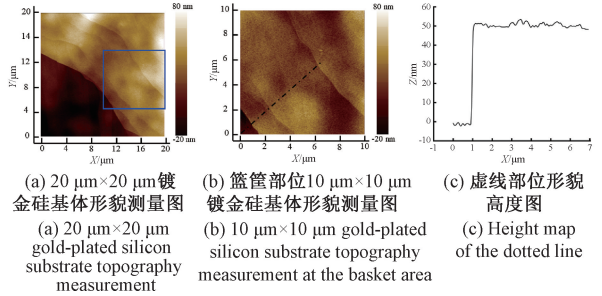 20
16
12
8
4
0
Y/μm
0 4 8 12 16 20
X/μm
80 nm
-20 nm
10
8
6
4
2
0
Y/μm
0 2 4 6 8 10
X/μm
80 nm
-20 nm
60
50
40
30
20
10
0
-10
Z/nm
0 1 2 3 4 5 6 7
X/μm
(a) 20 μm×20 μm镀
金硅基体形貌测量图
(a) 20 μm×20 μm
gold-plated silicon
substrate topography
measurement
(b) 篮筐部位10 μm×10 μm
镀金硅基体形貌测量图
(b) 10 μm×10 μm gold-plated
silicon substrate topography
measurement at the basket area
(c) 虚线部位形貌
高度图
(c) Height map
of the dotted line